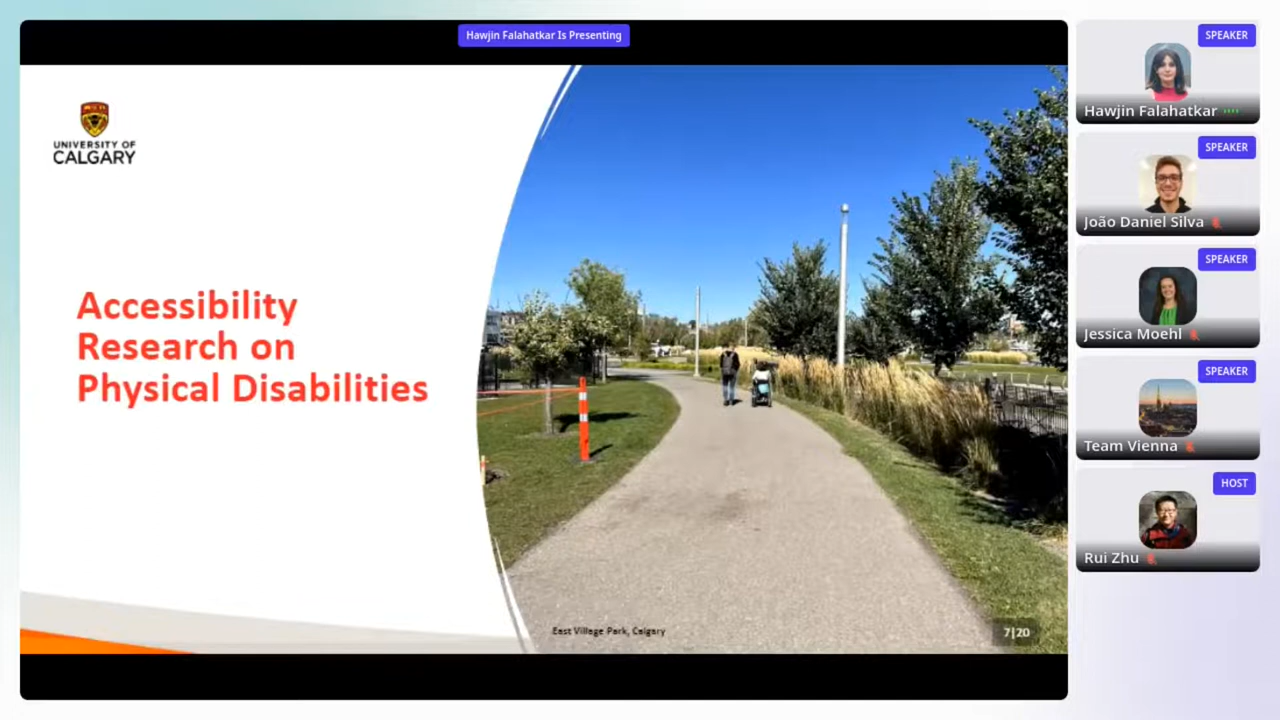 Hawjin Falahatkar Is Presenting
UNIVERSITY OF
CALGARY
Accessibility
Research on
Physical Disabilities
East Village Park, Calgary
7|20
SPEAKER
Hawjin Falahatkar
SPEAKER
João Daniel Silva
SPEAKER
Jessica Moehl
SPEAKER
Team Vienna
HOST
Rui Zhu